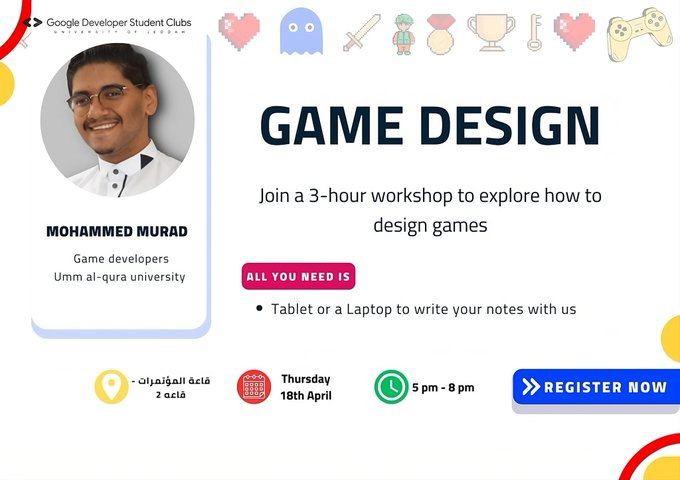 Google Developer Student Clubs
UNIVERSITY OF JEDDAH
GAME DESIGN
Join a 3-hour workshop to explore how to
design games
MOHAMMED MURAD
Game developers
Umm al-qura university
ALL YOU NEED IS
• Tablet or a Laptop to write your notes with us
قاعة المؤتمرات -
قاعه 2
Thursday
18th April
5 pm - 8 pm
REGISTER NOW